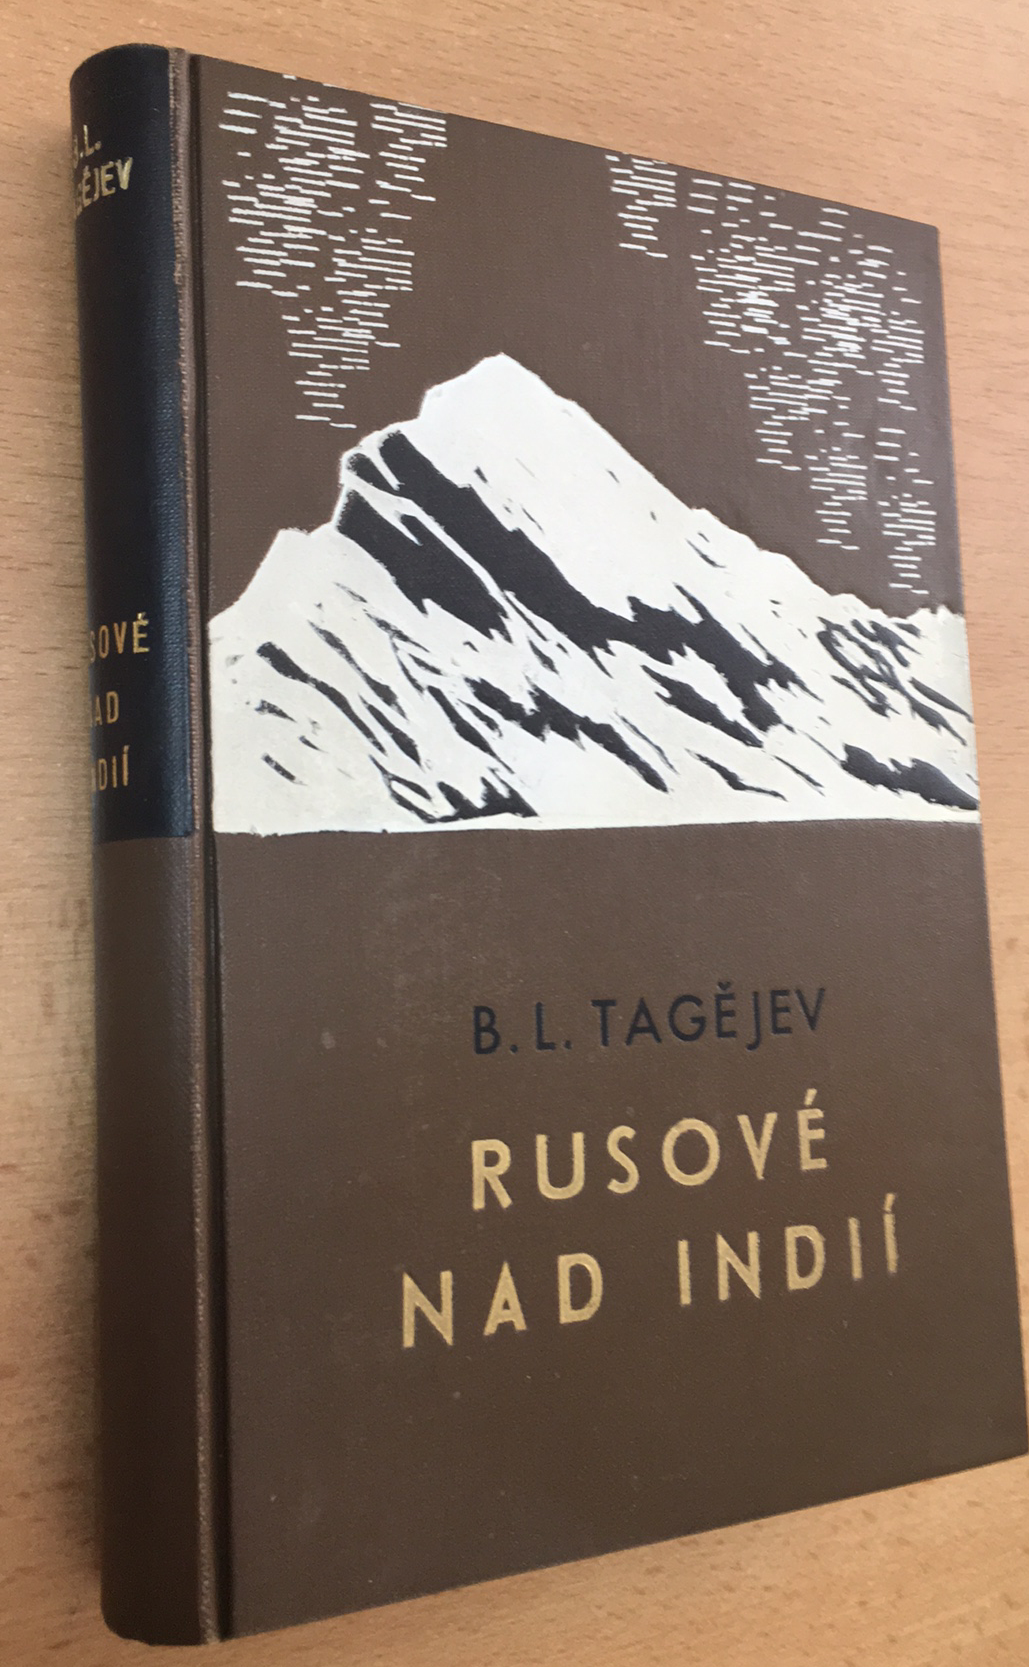 B.L.
B. L. TAGĚJEV
RUSOVÉ
NAD INDIÍ